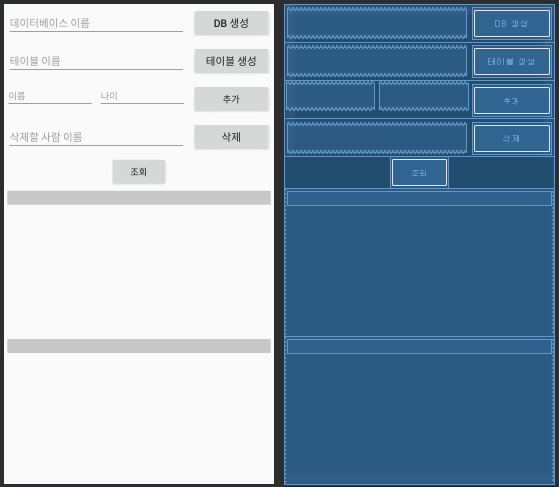 데이터베이스 이름 DB 생성
테이블 이름 테이블 생성
이름 나이 추가
삭제할 사람 이름 삭제
조회
DB 생성
테이블 생성
추가
삭제
조회